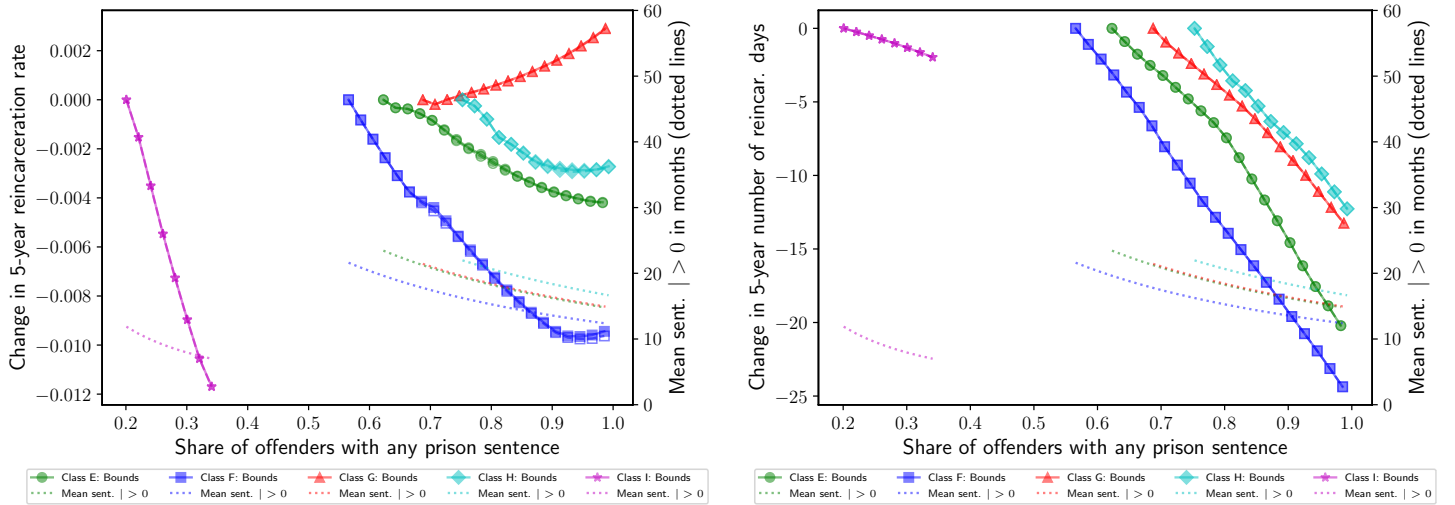 Change in 5-year reincarceration rate
0.002
0.000
−0.002
−0.004
−0.006
−0.008
−0.010
−0.012
0.2 0.3 0.4 0.5 0.6 0.7 0.8 0.9 1.0
Share of offenders with any prison sentence
60
50
40
30
20
10
0
Mean sent. | > 0 in months (dotted lines)
Class E: Bounds Class F: Bounds Class G: Bounds Class H: Bounds Class I: Bounds
Mean sent. | > 0 Mean sent. | > 0 Mean sent. | > 0 Mean sent. | > 0 Mean sent. | > 0
Change in 5-year number of reincar. days
0
−5
−10
−15
−20
−25
0.2 0.3 0.4 0.5 0.6 0.7 0.8 0.9 1.0
Share of offenders with any prison sentence
60
50
40
30
20
10
0
Mean sent. | > 0 in months (dotted lines)
Class E: Bounds Class F: Bounds Class G: Bounds Class H: Bounds Class I: Bounds
Mean sent. | > 0 Mean sent. | > 0 Mean sent. | > 0 Mean sent. | > 0 Mean sent. | > 0